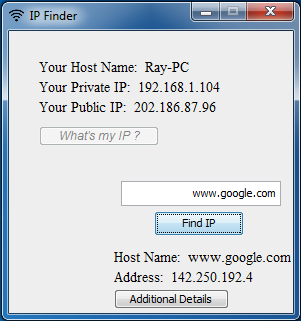 IP Finder
Your Host Name: Ray-PC
Your Private IP: 192.168.1.104
Your Public IP: 202.186.87.96
What's my IP ?
www.google.com
Find IP
Host Name: www.google.com
Address: 142.250.192.4
Additional Details